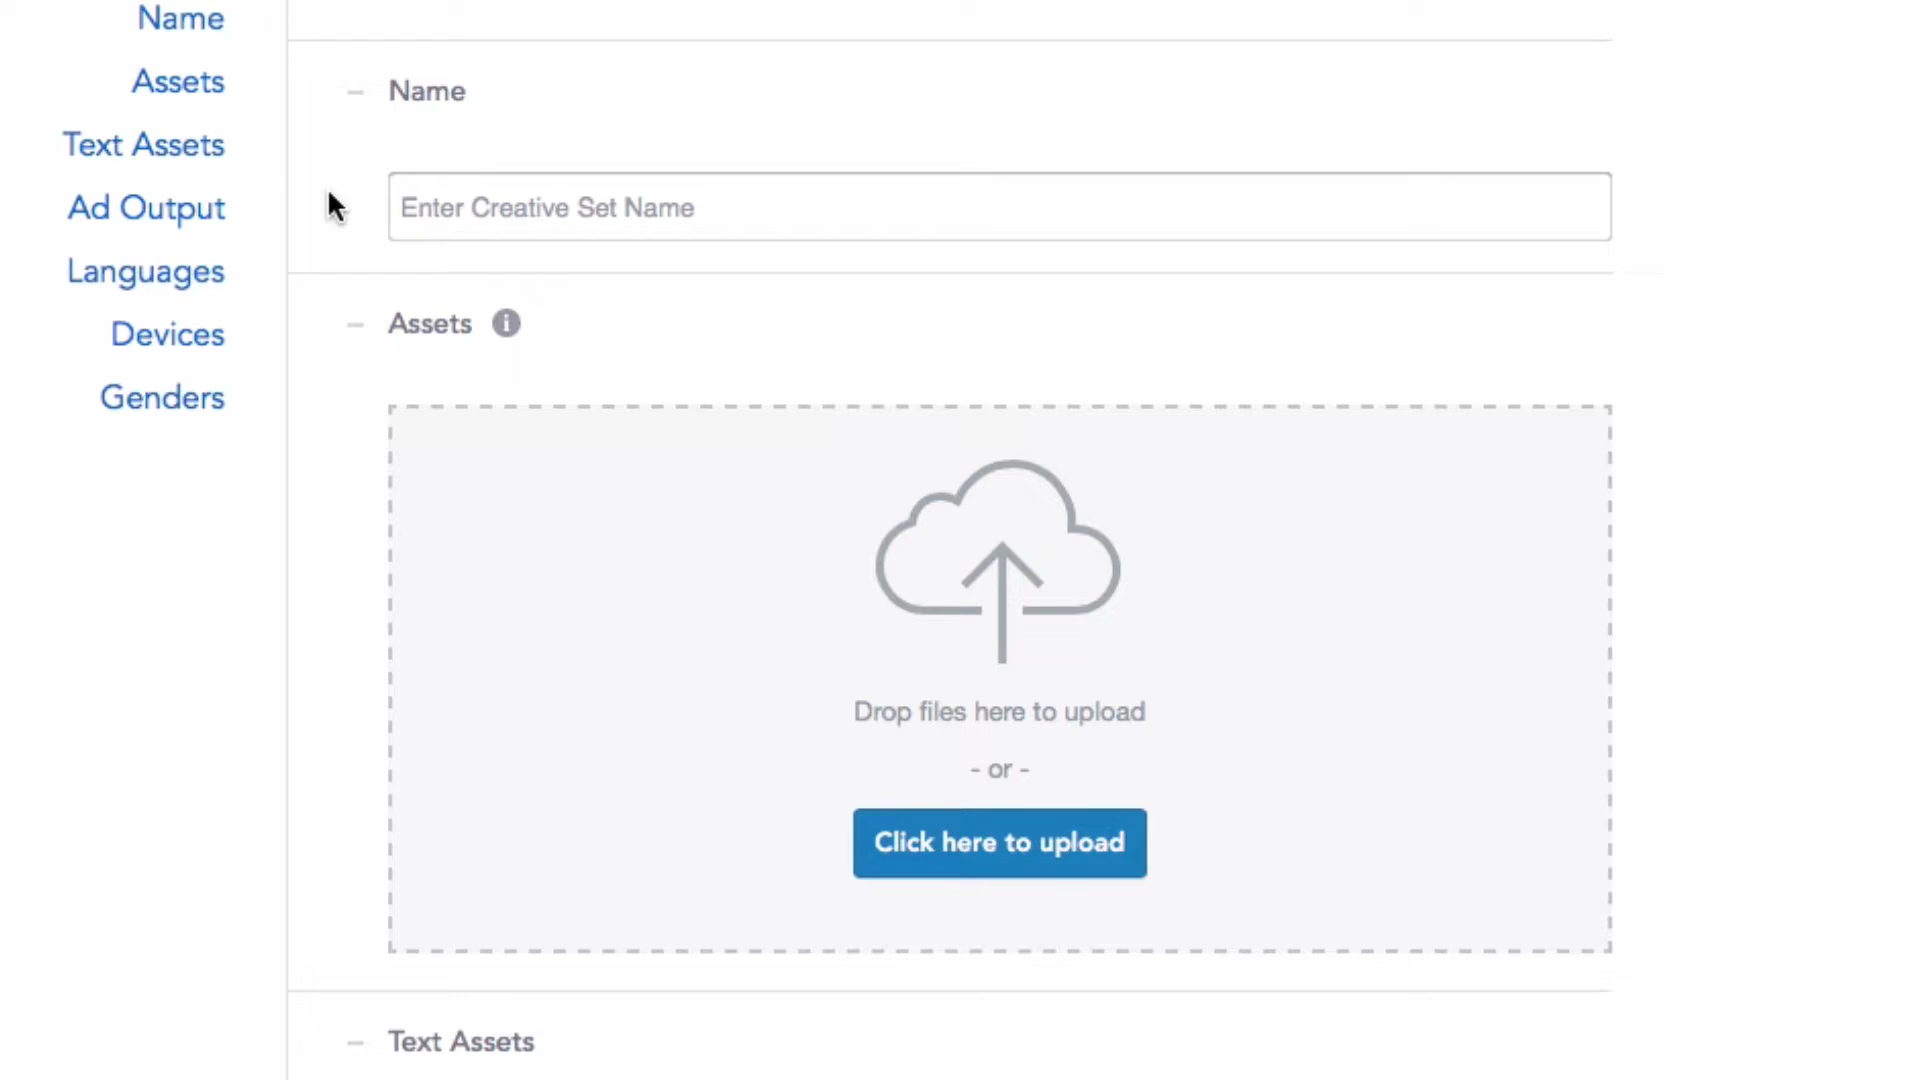 Name
Assets
Text Assets
Ad Output
Languages
Devices
Genders
Name
Enter Creative Set Name
Assets
Drop files here to upload
- or -
Click here to upload
Text Assets